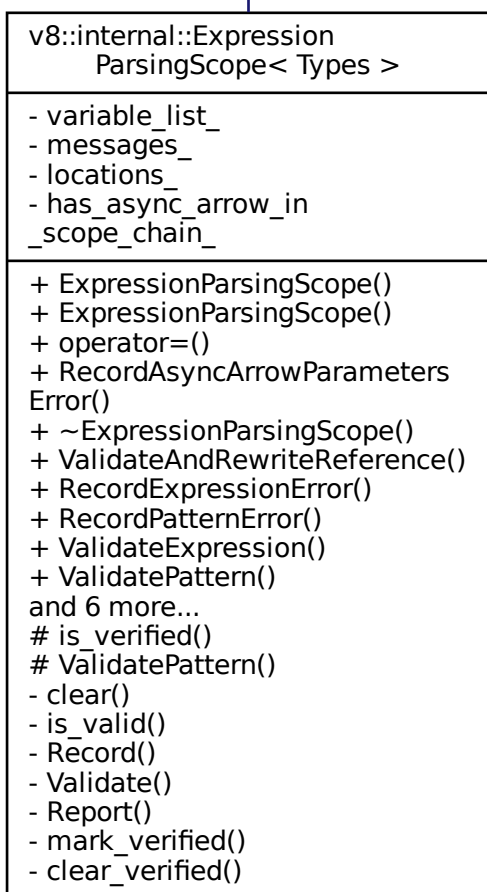 v8::internal::Expression
ParsingScope< Types >
- variable_list_
- messages_
- locations_
- has_async_arrow_in
_scope_chain_
+ ExpressionParsingScope()
+ ExpressionParsingScope()
+ operator=()
+ RecordAsyncArrowParameters
Error()
+ ~ExpressionParsingScope()
+ ValidateAndRewriteReference()
+ RecordExpressionError()
+ RecordPatternError()
+ ValidateExpression()
+ ValidatePattern()
and 6 more...
# is_verified()
# ValidatePattern()
- clear()
- is_valid()
- Record()
- Validate()
- Report()
- mark_verified()
- clear_verified()